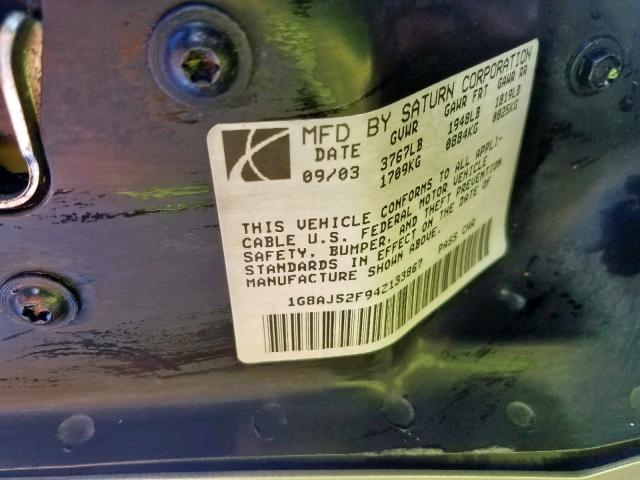 MFD BY SATURN CORPORATION
DATE GVWR GAWR FRT GAWR RR
09/03 3767LB 1948LB 1819LB
1709KG 0884KG 0825KG
THIS VEHICLE CONFORMS TO ALL APPLI-
CABLE U.S. FEDERAL MOTOR VEHICLE
SAFETY, BUMPER, AND THEFT PREVENTION
STANDARDS IN EFFECT ON THE DATE OF
MANUFACTURE SHOWN ABOVE.
1G8AJ52F94Z133867 PASS CAR